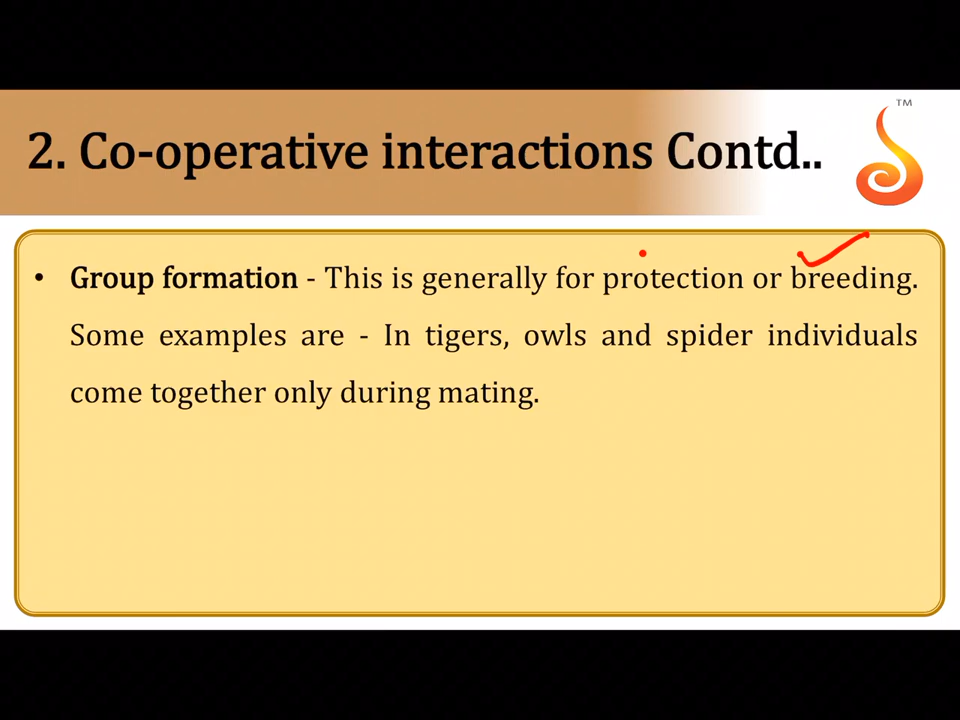 2. Co-operative interactions Contd..
TM
• Group formation - This is generally for protection or breeding.
Some examples are - In tigers, owls and spider individuals
come together only during mating.